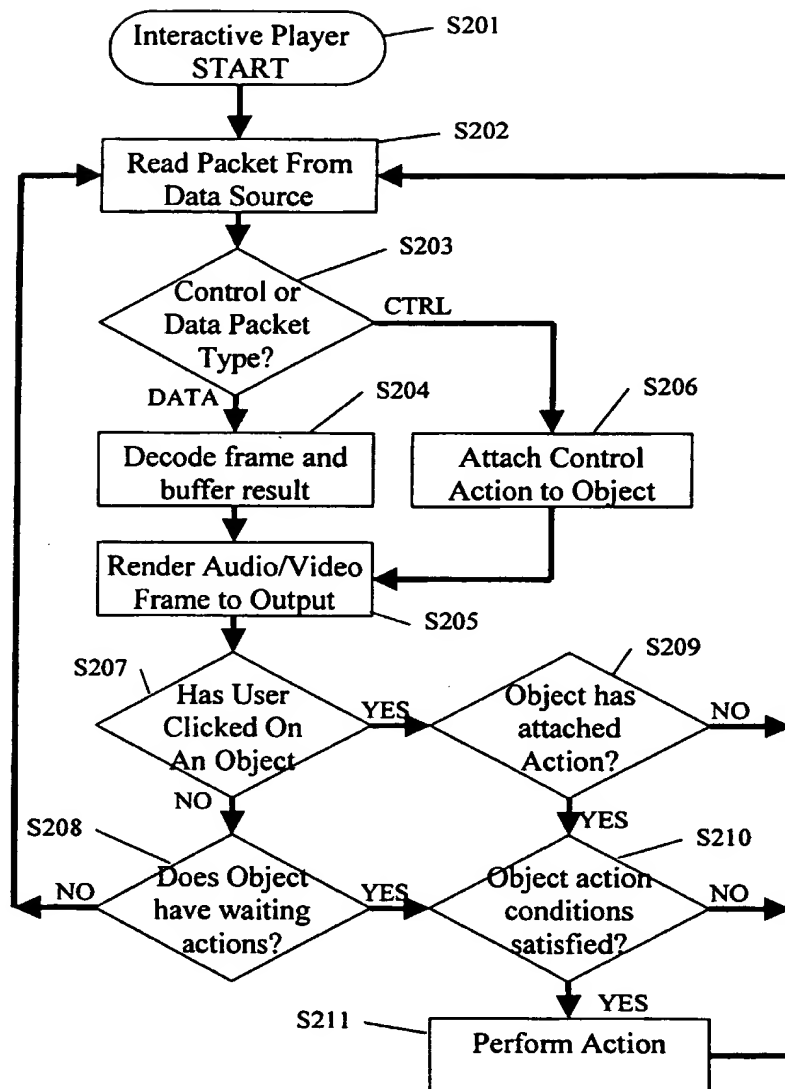 Interactive Player
START
S201
S202
Read Packet From
Data Source
S203
Control or
Data Packet
Type?
CTRL
DATA
S204
S206
Decode frame and
buffer result
Attach Control
Action to Object
Render Audio/Video
Frame to Output
S205
S207
Has User
Clicked On
An Object
YES
NO
S209
Object has
attached
Action?
NO
YES
S208
Does Object
have waiting
actions?
NO
YES
S210
Object action
conditions
satisfied?
NO
YES
S211
Perform Action